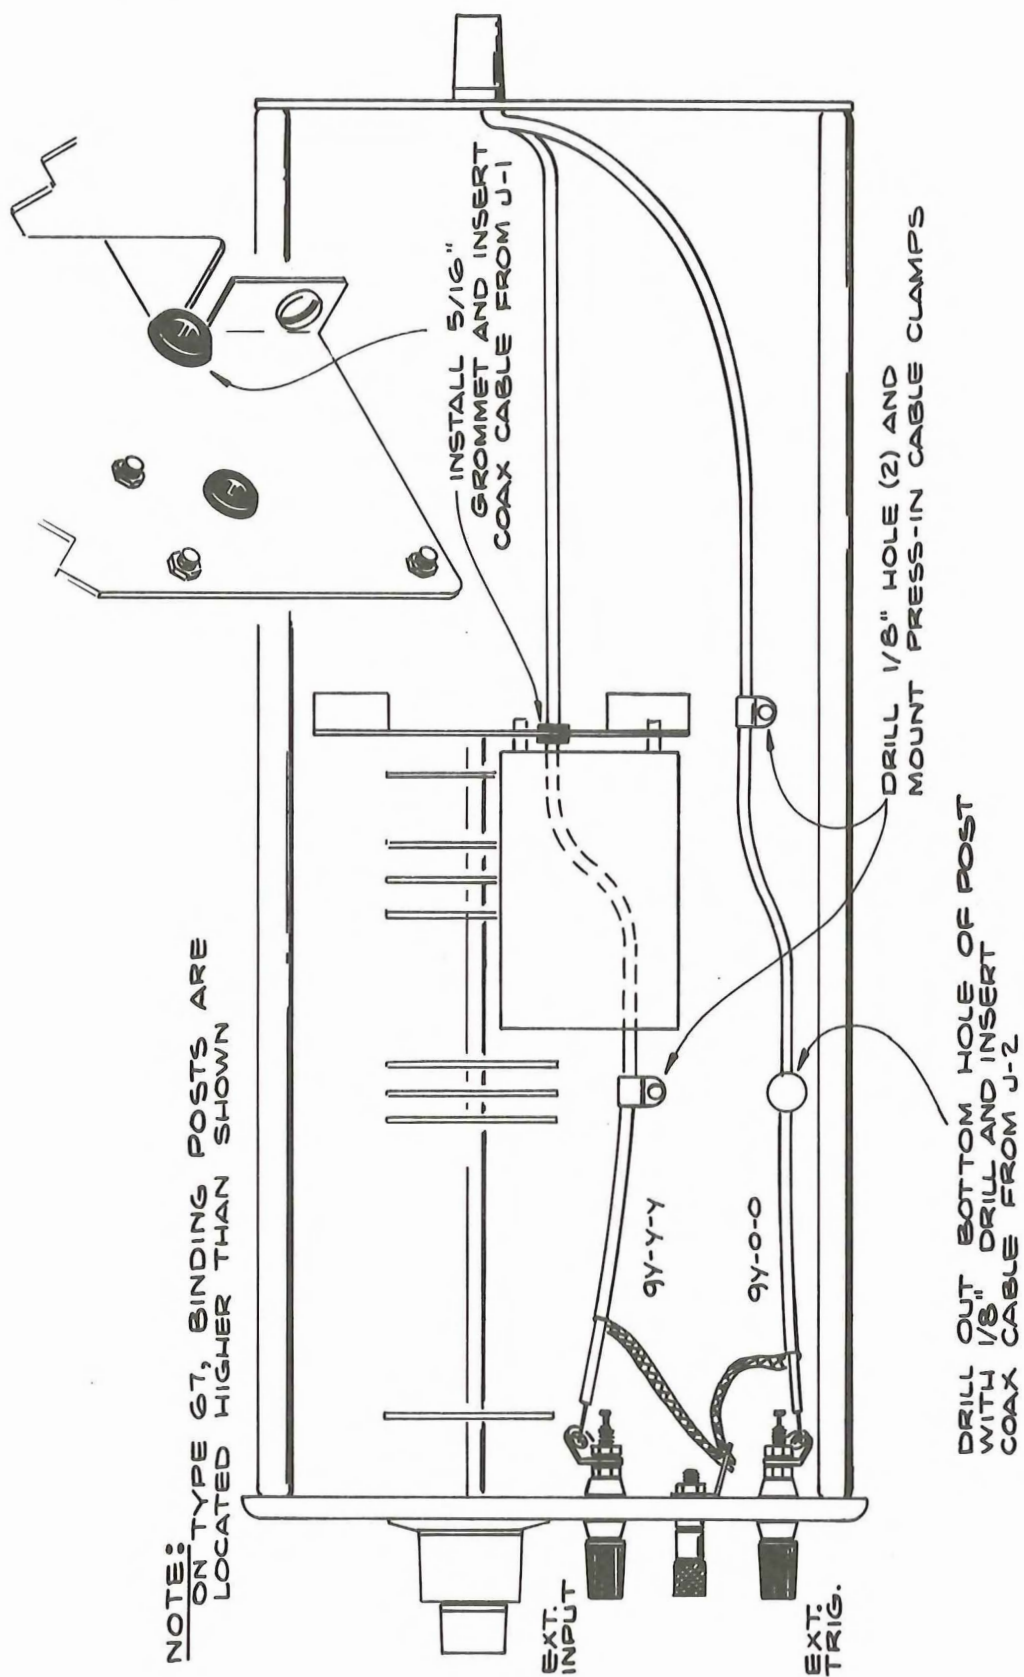 NOTE:
ON TYPE 67, BINDING POSTS ARE
LOCATED HIGHER THAN SHOWN
INSTALL 5/16"
GROMMET AND INSERT
COAX CABLE FROM J-1
DRILL 1/8" HOLE (2) AND
MOUNT PRESS-IN CABLE CLAMPS
gy-y-y
gy-o-o
EXT.
INPUT
EXT.
TRIG.
DRILL OUT BOTTOM HOLE OF POST
WITH 1/8" DRILL AND INSERT
COAX CABLE FROM J-2